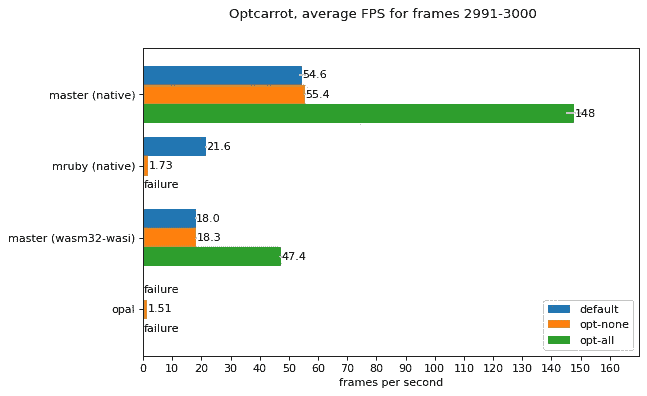 Optcarrot, average FPS for frames 2991-3000
master (native)
54.6
55.4
148
mruby (native)
21.6
1.73
failure
master (wasm32-wasi)
18.0
18.3
47.4
opal
failure
1.51
failure
default
opt-none
opt-all
0 10 20 30 40 50 60 70 80 90 100 110 120 130 140 150 160
frames per second